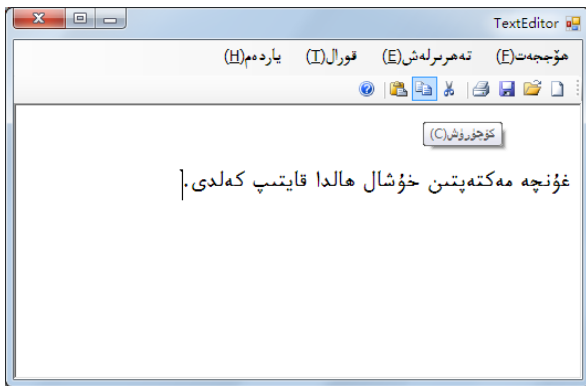 TextEditor
ھۆججەت(F) تەھرىرلەش(E) قورال(T) ياردەم(H)
كۆچۈرۈش(C)
غۇنچە مەكتەپتىن خۇشال ھالدا قايتىپ كەلدى.